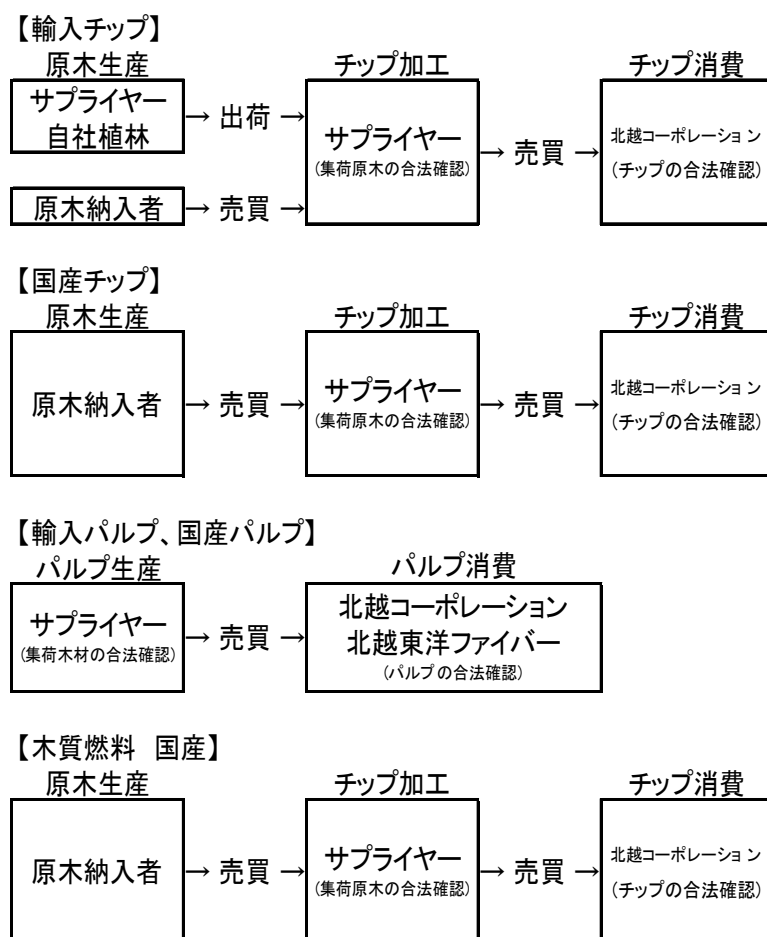 【輸入チップ】
原木生産 チップ加工 チップ消費
サプライヤー
自社植林
→ 出荷 →
サプライヤー
(集荷原木の合法確認)
→ 売買 →
北越コーポレーション
(チップの合法確認)
原木納入者 → 売買 →
【国産チップ】
原木生産 チップ加工 チップ消費
原木納入者 → 売買 →
サプライヤー
(集荷原木の合法確認)
→ 売買 →
北越コーポレーション
(チップの合法確認)
【輸入パルプ、国産パルプ】
パルプ生産 パルプ消費
サプライヤー
(集荷木材の合法確認)
→ 売買 →
北越コーポレーション
北越東洋ファイバー
(パルプの合法確認)
【木質燃料 国産】
原木生産 チップ加工 チップ消費
原木納入者 → 売買 →
サプライヤー
(集荷原木の合法確認)
→ 売買 →
北越コーポレーション
(チップの合法確認)